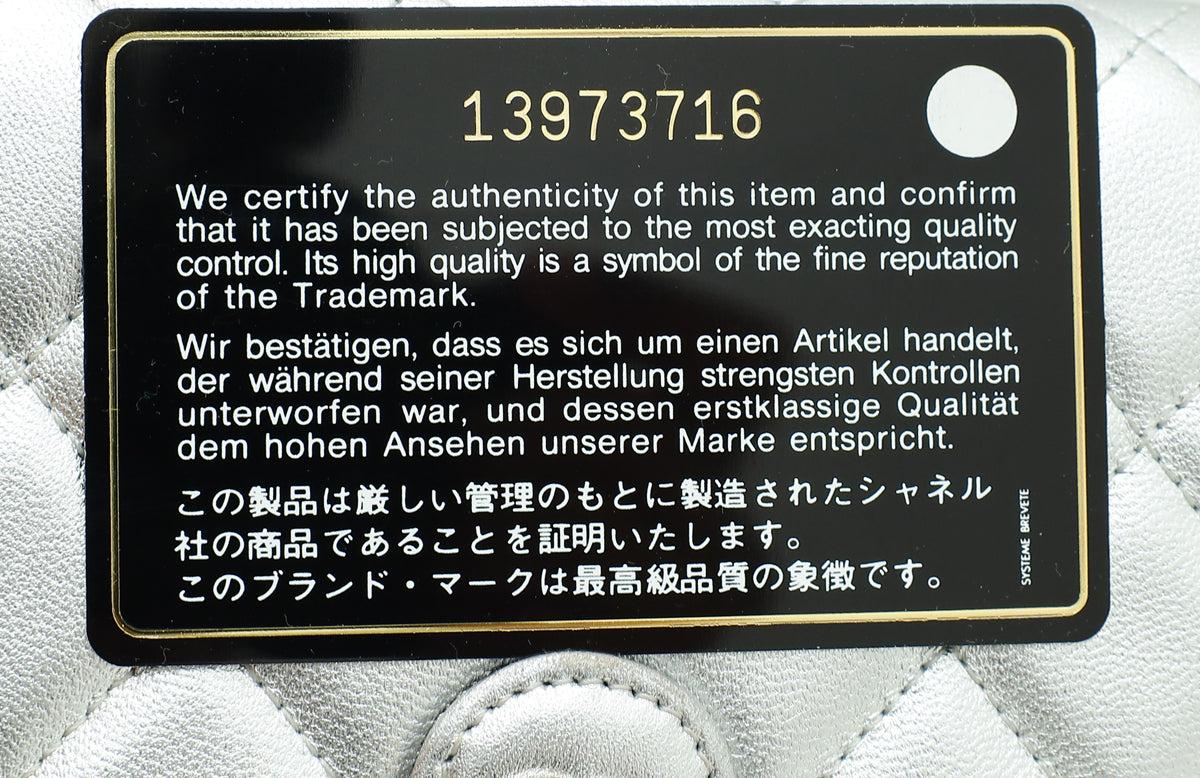 13973716
We certify the authenticity of this item and confirm
that it has been subjected to the most exacting quality
control. Its high quality is a symbol of the fine reputation
of the Trademark.
Wir bestätigen, dass es sich um einen Artikel handelt,
der während seiner Herstellung strengsten Kontrollen
unterworfen war, und dessen erstklassige Qualität
dem hohen Ansehen unserer Marke entspricht.
この製品は厳しい管理のもとに製造されたシャネル
社の商品であることを証明いたします。
このブランド・マークは最高級品質の象徴です。
SYSTEME BREVETE